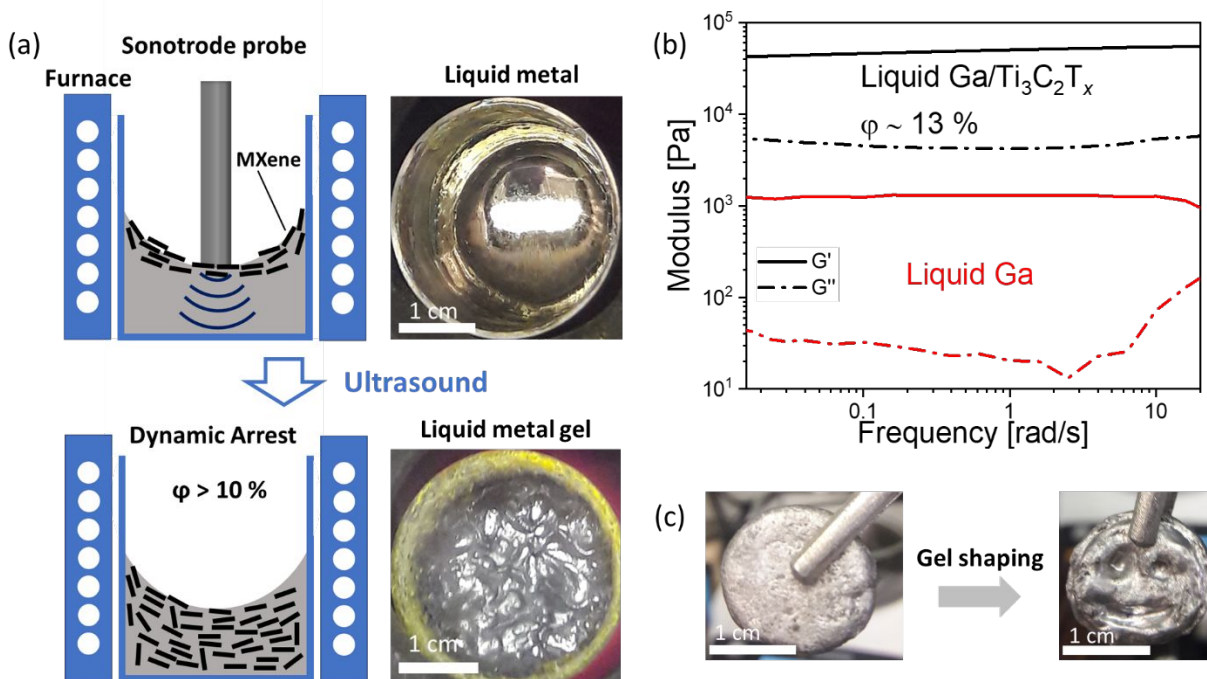 (a)
Sonotrode probe
Furnace
MXene
Liquid metal
1 cm
Ultrasound
Dynamic Arrest
φ > 10 %
Liquid metal gel
1 cm
(b)
10⁵
10⁴
10³
10²
10¹
Modulus [Pa]
Liquid Ga/Ti₃C₂Tₓ
φ ~ 13 %
G'
G''
Liquid Ga
0.1
1
10
Frequency [rad/s]
(c)
1 cm
Gel shaping
1 cm